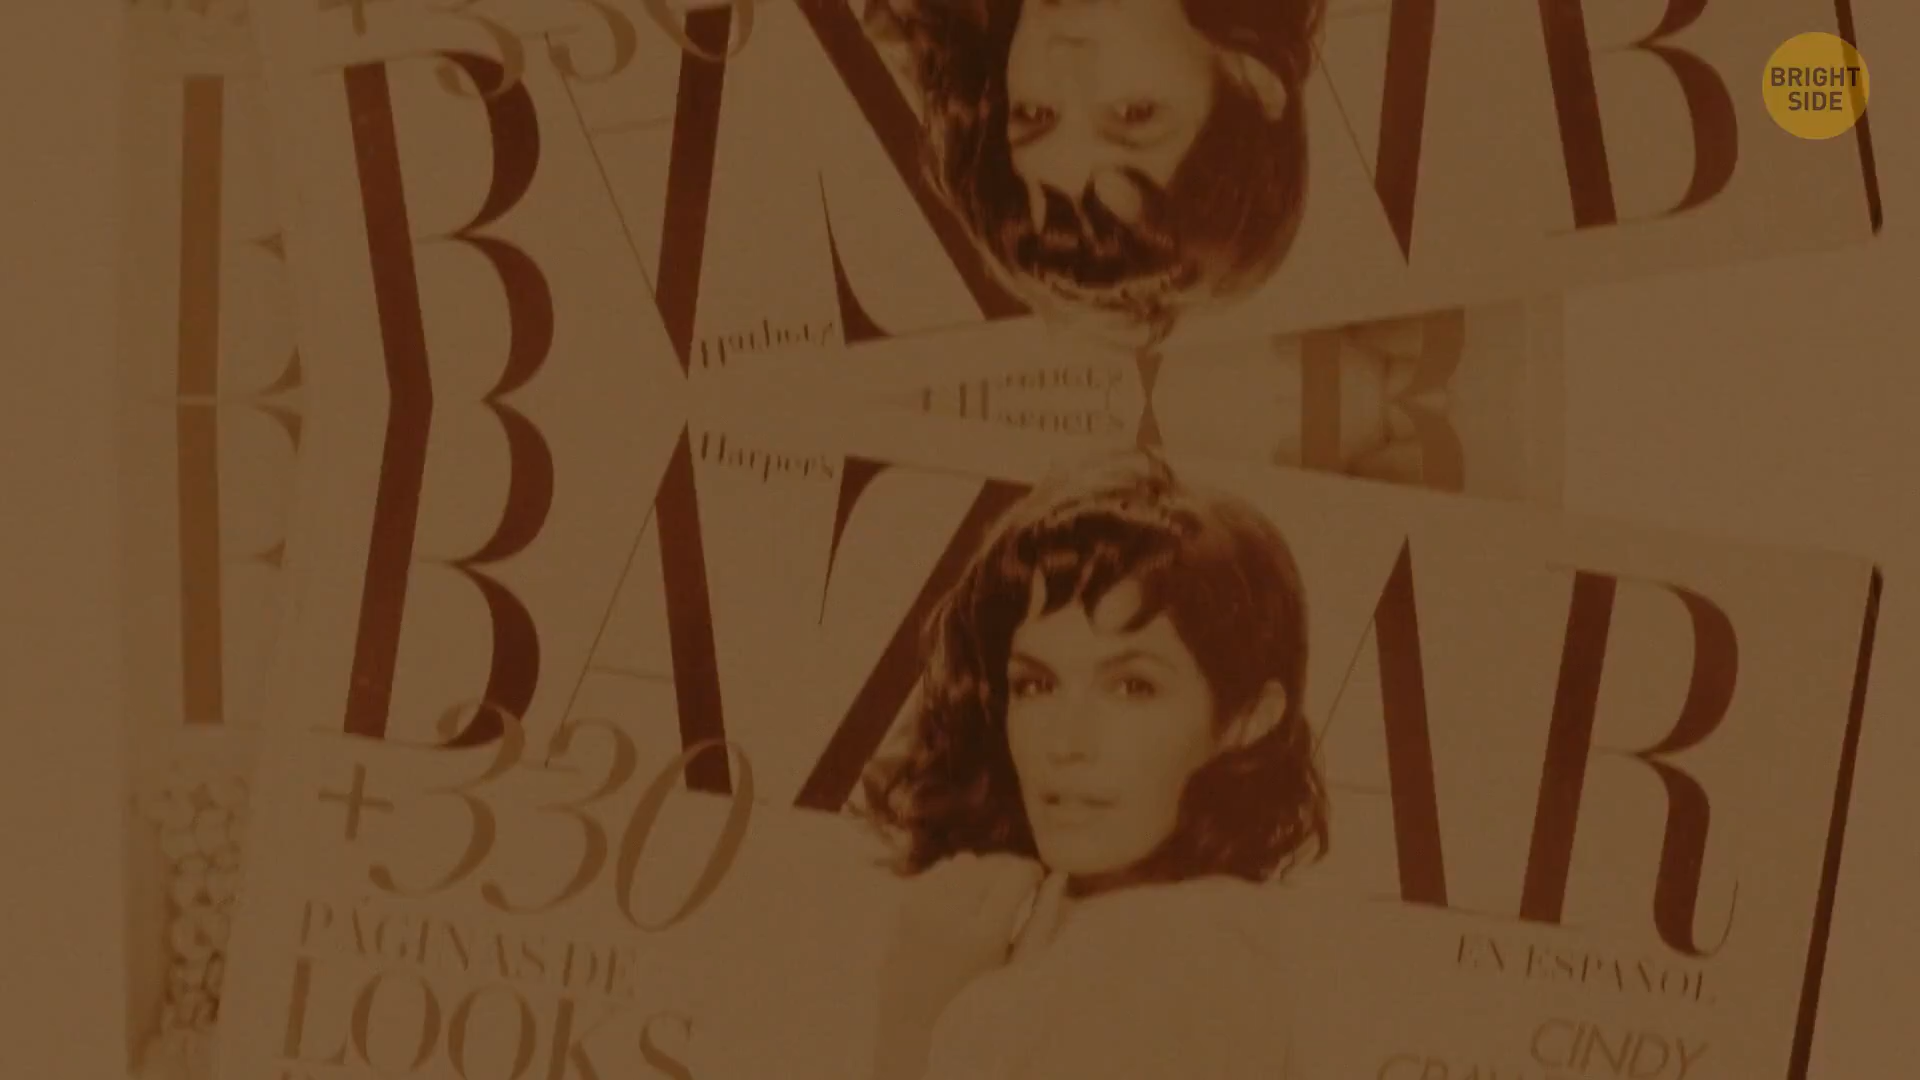 BRIGHT
SIDE
Harper's
BAZAAR
+330
PÁGINAS DE
LOOKS
EN ESPAÑOL
CINDY